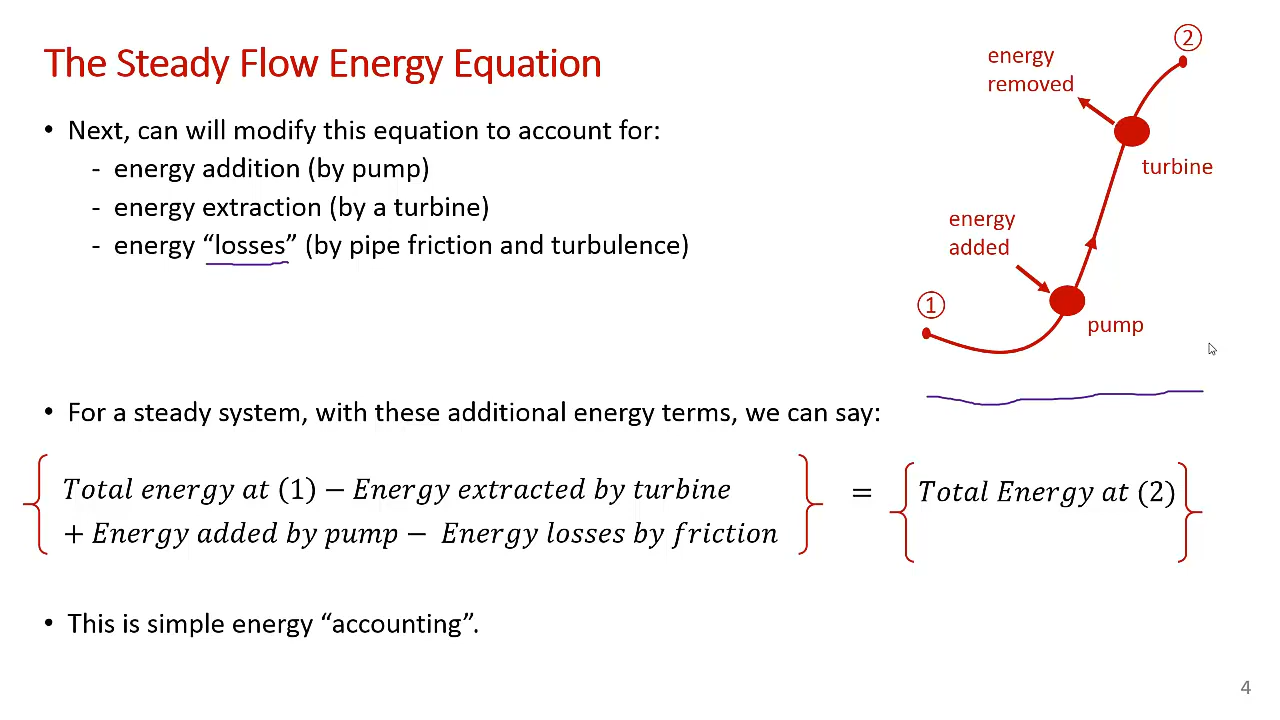 The Steady Flow Energy Equation
• Next, can will modify this equation to account for:
- energy addition (by pump)
- energy extraction (by a turbine)
- energy “losses” (by pipe friction and turbulence)
②
energy
removed
turbine
energy
added
①
pump
• For a steady system, with these additional energy terms, we can say:
Total energy at (1) − Energy extracted by turbine
+ Energy added by pump − Energy losses by friction
=
Total Energy at (2)
• This is simple energy “accounting”.
4